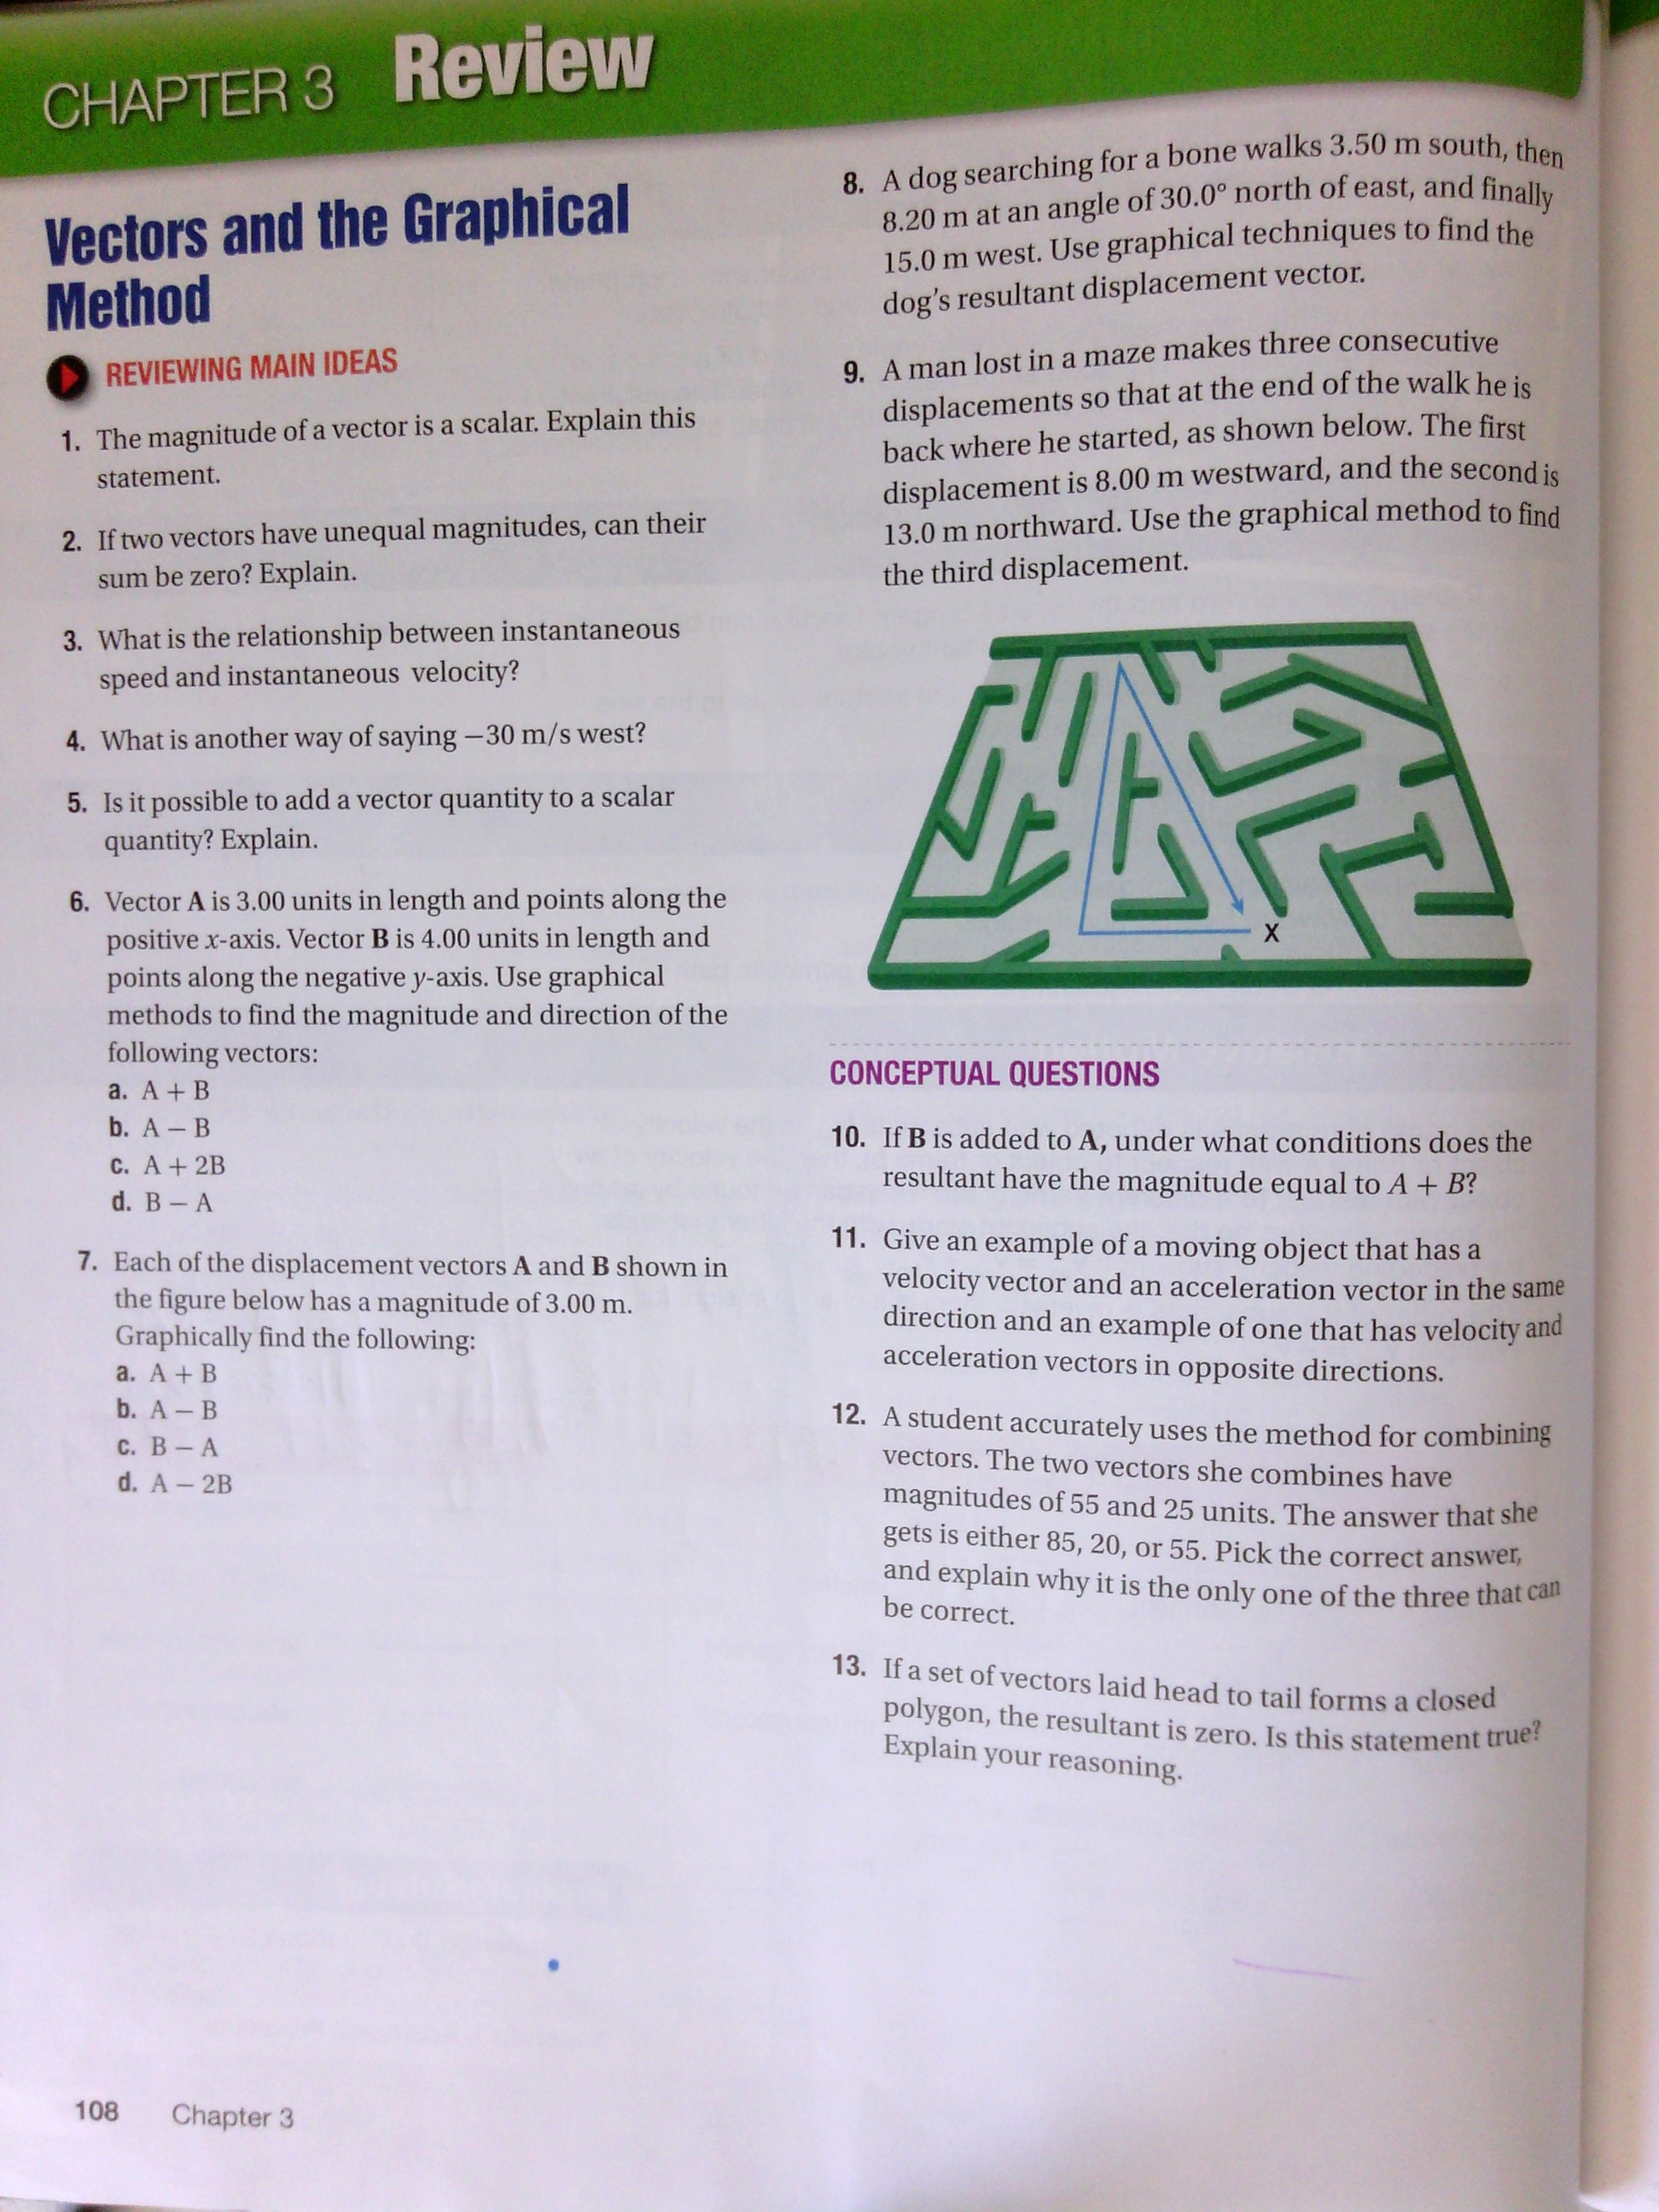 CHAPTER 3 Review
Vectors and the Graphical
Method
REVIEWING MAIN IDEAS
1. The magnitude of a vector is a scalar. Explain this
statement.
2. If two vectors have unequal magnitudes, can their
sum be zero? Explain.
3. What is the relationship between instantaneous
speed and instantaneous velocity?
4. What is another way of saying −30 m/s west?
5. Is it possible to add a vector quantity to a scalar
quantity? Explain.
6. Vector A is 3.00 units in length and points along the
positive x-axis. Vector B is 4.00 units in length and
points along the negative y-axis. Use graphical
methods to find the magnitude and direction of the
following vectors:
a. A + B
b. A − B
c. A + 2B
d. B − A
7. Each of the displacement vectors A and B shown in
the figure below has a magnitude of 3.00 m.
Graphically find the following:
a. A + B
b. A − B
c. B − A
d. A − 2B
8. A dog searching for a bone walks 3.50 m south, then
8.20 m at an angle of 30.0° north of east, and finally
15.0 m west. Use graphical techniques to find the
dog's resultant displacement vector.
9. A man lost in a maze makes three consecutive
displacements so that at the end of the walk he is
back where he started, as shown below. The first
displacement is 8.00 m westward, and the second is
13.0 m northward. Use the graphical method to find
the third displacement.
X
CONCEPTUAL QUESTIONS
10. If B is added to A, under what conditions does the
resultant have the magnitude equal to A + B?
11. Give an example of a moving object that has a
velocity vector and an acceleration vector in the same
direction and an example of one that has velocity and
acceleration vectors in opposite directions.
12. A student accurately uses the method for combining
vectors. The two vectors she combines have
magnitudes of 55 and 25 units. The answer that she
gets is either 85, 20, or 55. Pick the correct answer,
and explain why it is the only one of the three that can
be correct.
13. If a set of vectors laid head to tail forms a closed
polygon, the resultant is zero. Is this statement true?
Explain your reasoning.
108 Chapter 3